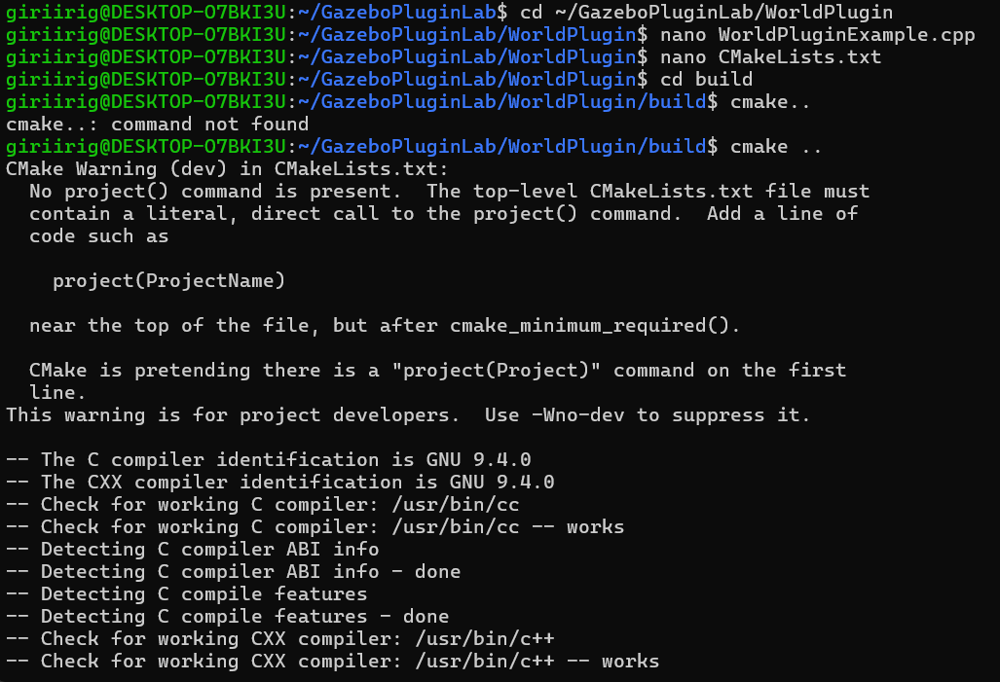 giriirig@DESKTOP-O7BKI3U:~/GazeboPluginLab$ cd ~/GazeboPluginLab/WorldPlugin
giriirig@DESKTOP-O7BKI3U:~/GazeboPluginLab/WorldPlugin$ nano WorldPluginExample.cpp
giriirig@DESKTOP-O7BKI3U:~/GazeboPluginLab/WorldPlugin$ nano CMakeLists.txt
giriirig@DESKTOP-O7BKI3U:~/GazeboPluginLab/WorldPlugin$ cd build
giriirig@DESKTOP-O7BKI3U:~/GazeboPluginLab/WorldPlugin/build$ cmake..
cmake..: command not found
giriirig@DESKTOP-O7BKI3U:~/GazeboPluginLab/WorldPlugin/build$ cmake ..
CMake Warning (dev) in CMakeLists.txt:
  No project() command is present.  The top-level CMakeLists.txt file must
  contain a literal, direct call to the project() command.  Add a line of
  code such as

    project(ProjectName)

  near the top of the file, but after cmake_minimum_required().

  CMake is pretending there is a "project(Project)" command on the first
  line.
This warning is for project developers.  Use -Wno-dev to suppress it.

-- The C compiler identification is GNU 9.4.0
-- The CXX compiler identification is GNU 9.4.0
-- Check for working C compiler: /usr/bin/cc
-- Check for working C compiler: /usr/bin/cc -- works
-- Detecting C compiler ABI info
-- Detecting C compiler ABI info - done
-- Detecting C compile features
-- Detecting C compile features - done
-- Check for working CXX compiler: /usr/bin/c++
-- Check for working CXX compiler: /usr/bin/c++ -- works